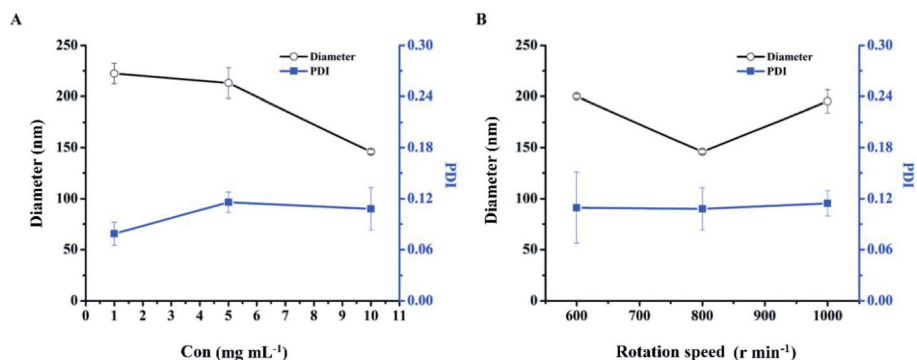 A
B
250
200
150
100
50
0
Diameter (nm)
Diameter
PDI
0.30
0.24
0.18
0.12
0.06
0.00
PDI
0 1 2 3 4 5 6 7 8 9 10 11
Con (mg mL⁻¹)
250
200
150
100
50
0
Diameter (nm)
Diameter
PDI
0.30
0.24
0.18
0.12
0.06
0.00
PDI
600 700 800 900 1000
Rotation speed (r min⁻¹)